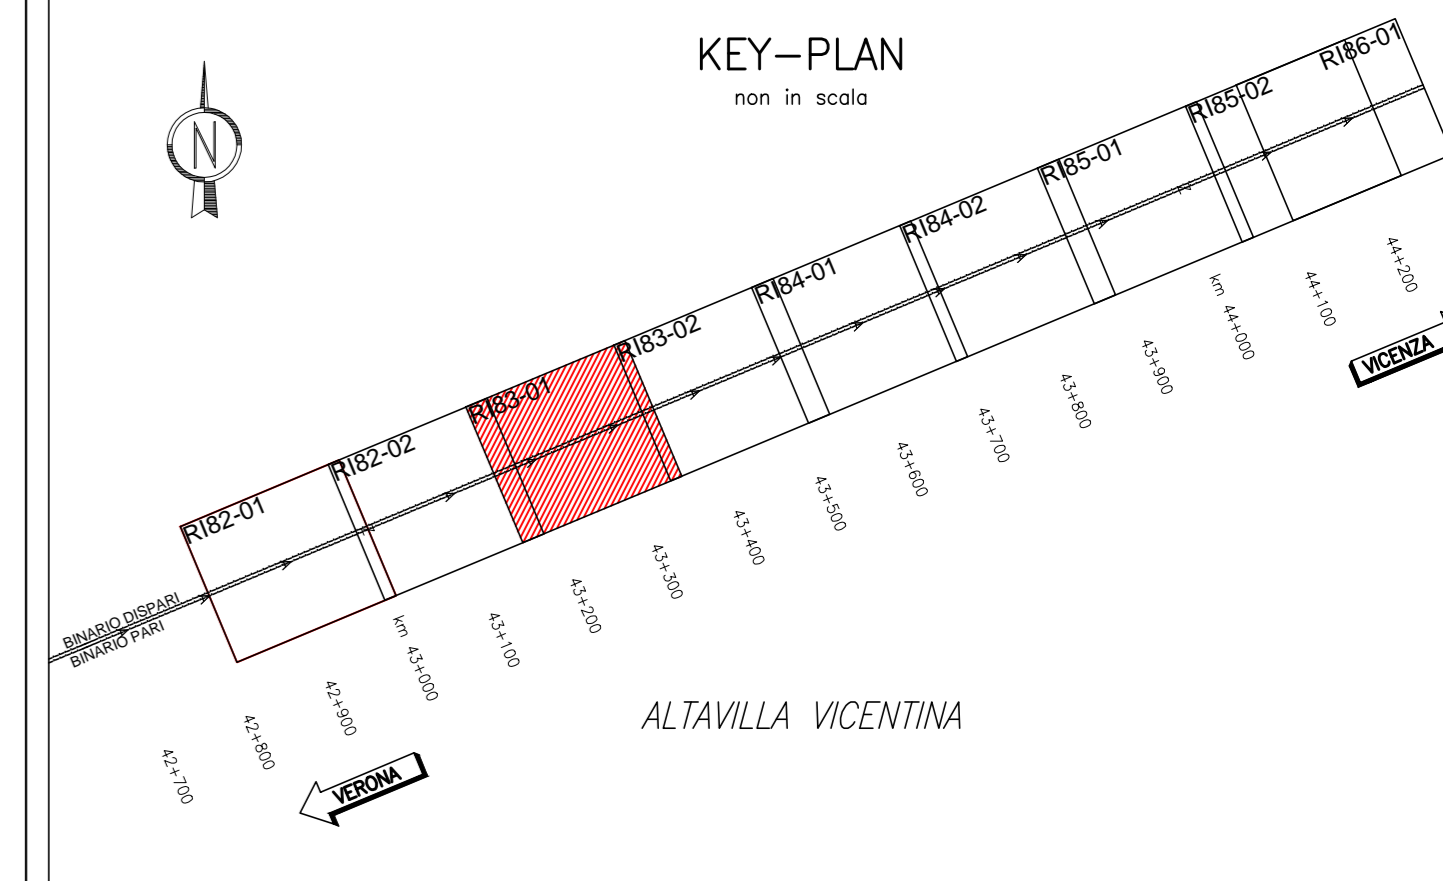 KEY-PLAN
non in scala
N
RI86-01
RI85-02
RI85-01
RI84-02
RI84-01
RI83-02
RI83-01
RI82-02
RI82-01
BINARIO DISPARI
BINARIO PARI
42+700
42+800
42+900
km 43+000
43+100
43+200
43+300
43+400
43+500
43+600
43+700
43+800
43+900
km 44+000
44+100
44+200
VICENZA
ALTAVILLA VICENTINA
VERONA